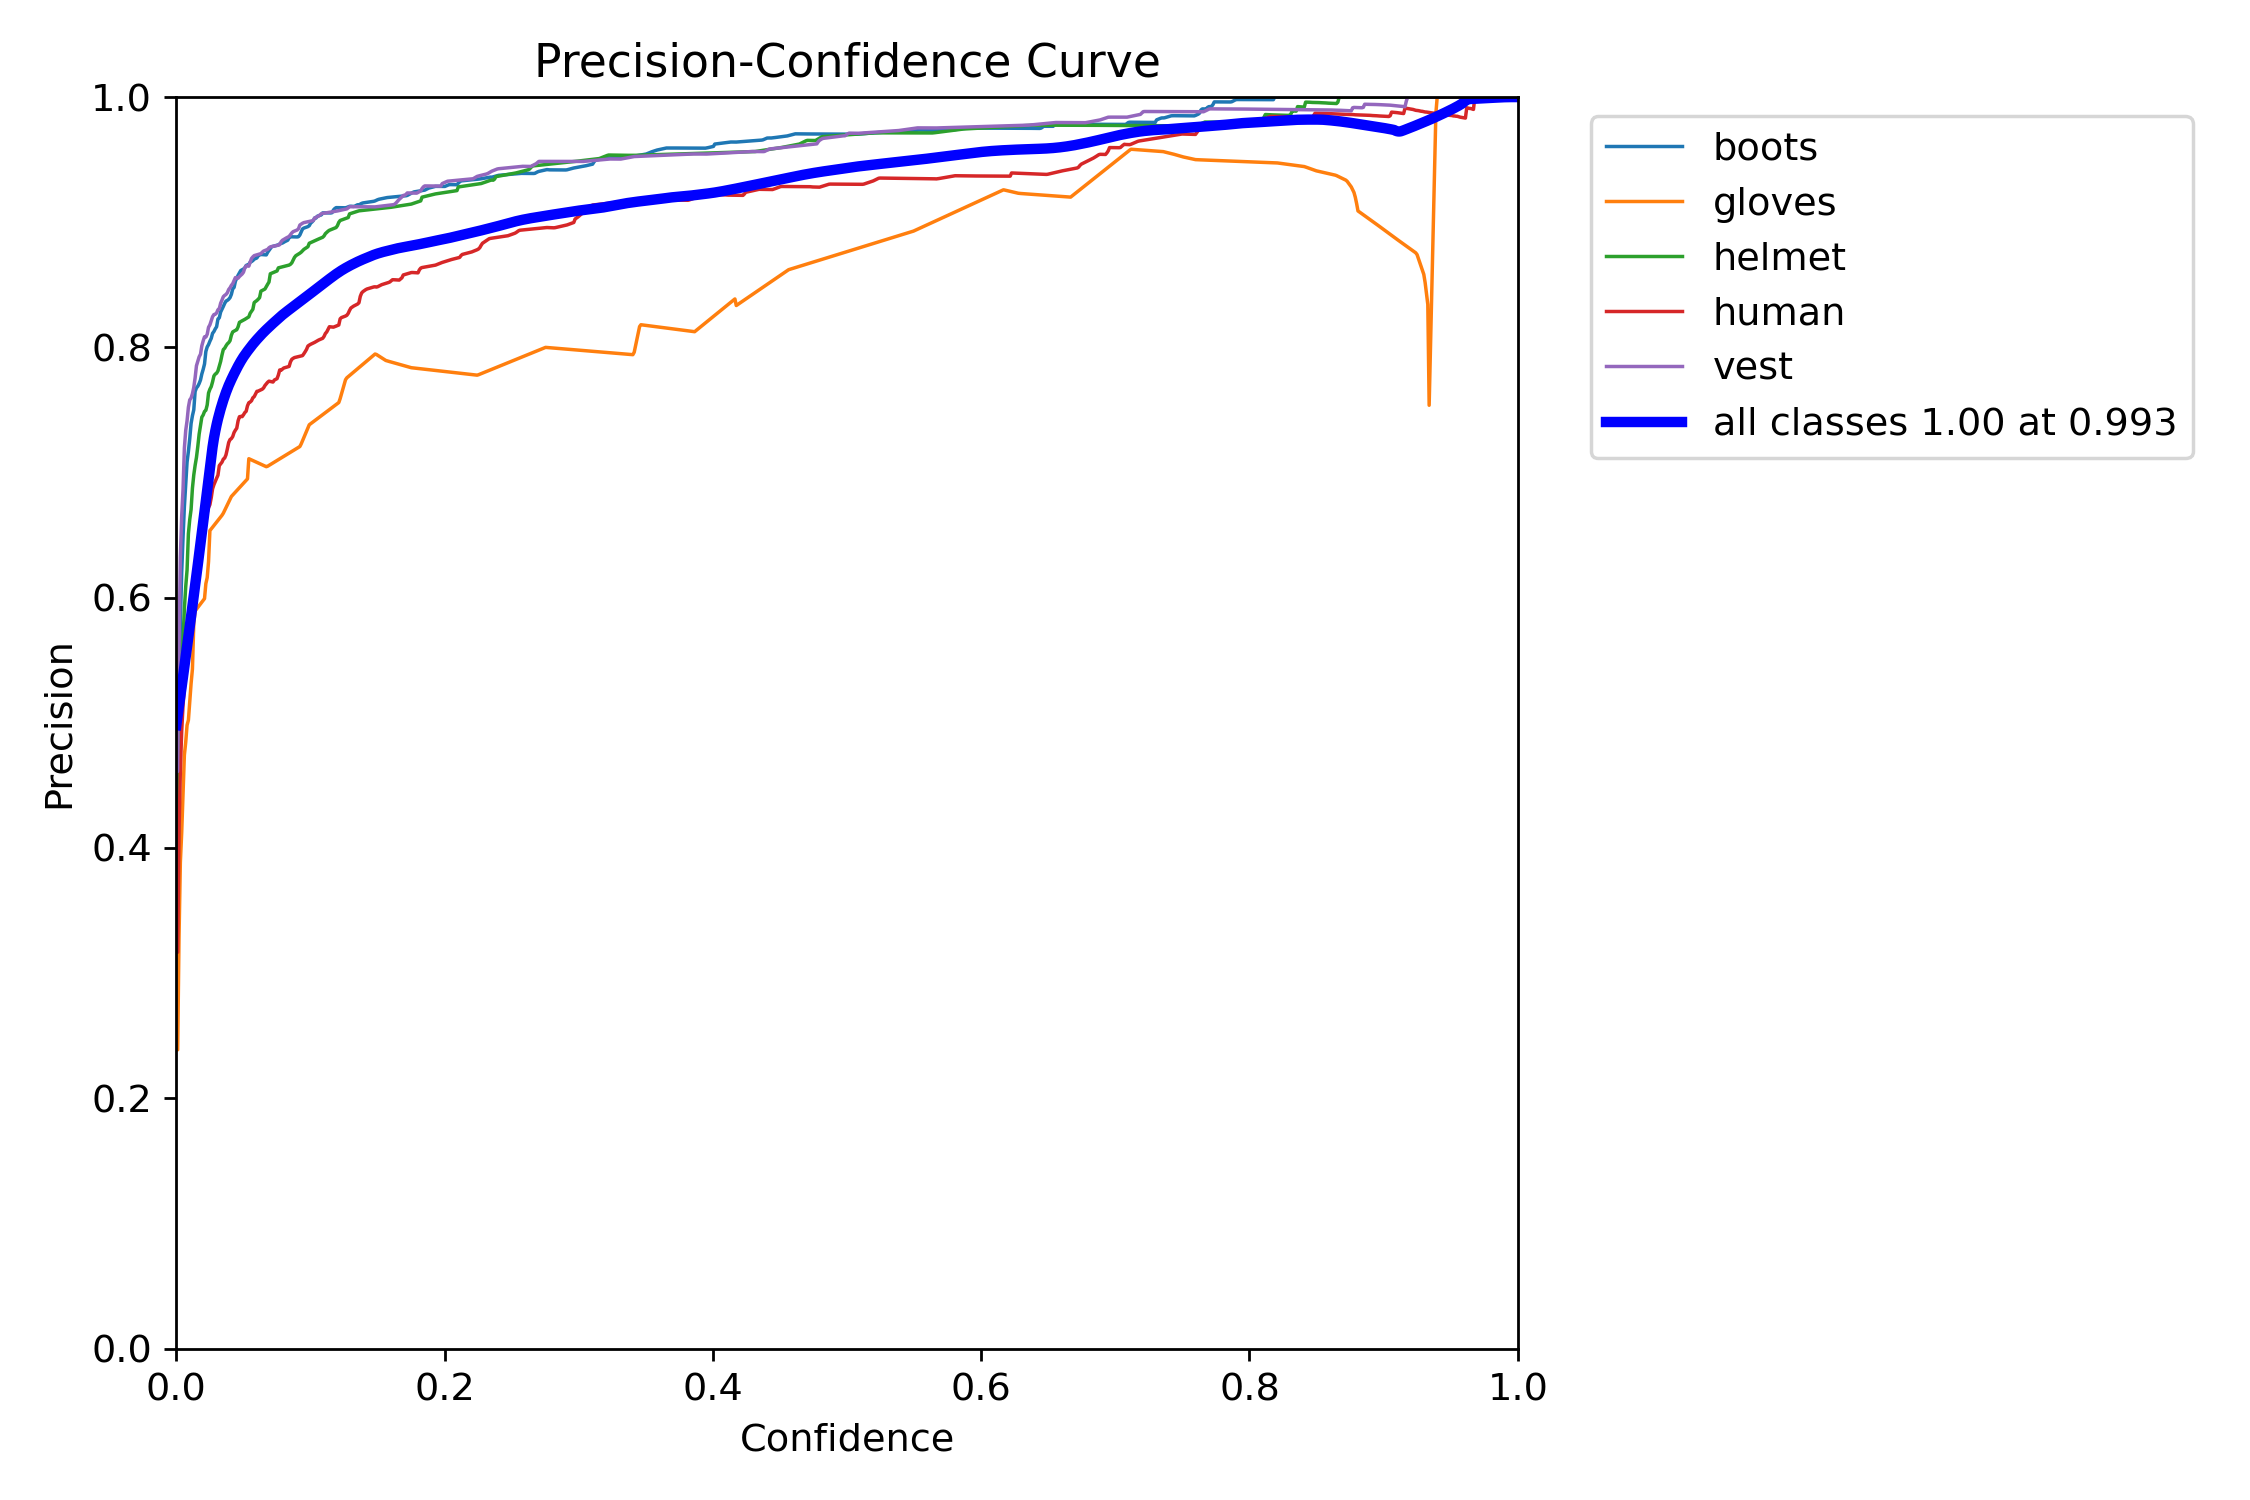 Precision-Confidence Curve
1.0
0.8
0.6
0.4
0.2
0.0
Precision
0.0 0.2 0.4 0.6 0.8 1.0
Confidence
boots
gloves
helmet
human
vest
all classes 1.00 at 0.993